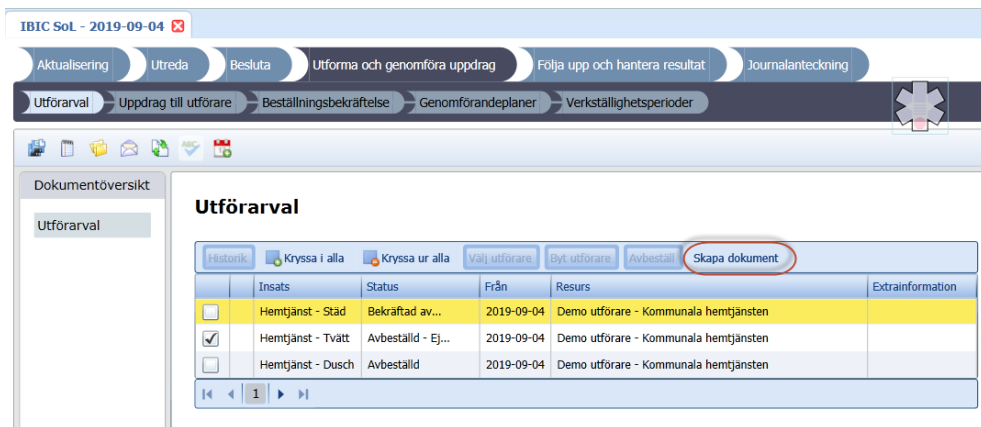 IBIC SoL - 2019-09-04
Aktualisering Utreda Besluta Utforma och genomföra uppdrag Följa upp och hantera resultat Journalanteckning
Utförarval Uppdrag till utförare Beställningsbekräftelse Genomförandeplaner Verkställighetsperioder
ABC
Dokumentöversikt
Utförarval
Utförarval
Historik Kryssa i alla Kryssa ur alla Välj utförare Byt utförare Avbeställ Skapa dokument
Insats Status Från Resurs Extrainformation
Hemtjänst - Städ Bekräftad av... 2019-09-04 Demo utförare - Kommunala hemtjänsten
Hemtjänst - Tvätt Avbeställd - Ej... 2019-09-04 Demo utförare - Kommunala hemtjänsten
Hemtjänst - Dusch Avbeställd 2019-09-04 Demo utförare - Kommunala hemtjänsten
1